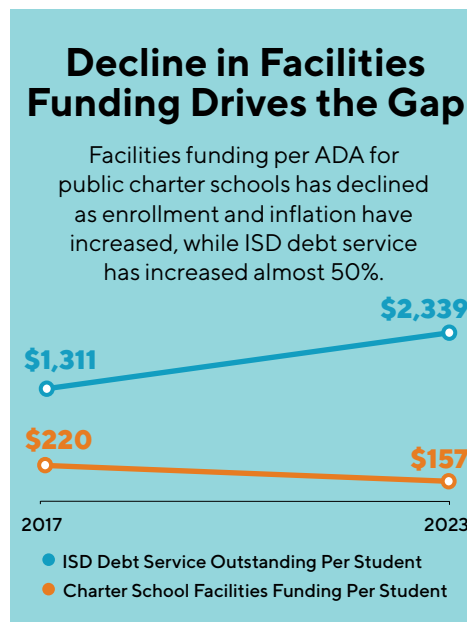 Decline in Facilities
Funding Drives the Gap
Facilities funding per ADA for
public charter schools has declined
as enrollment and inflation have
increased, while ISD debt service
has increased almost 50%.
$2,339
$1,311
$220
$157
2017 2023
ISD Debt Service Outstanding Per Student
Charter School Facilities Funding Per Student